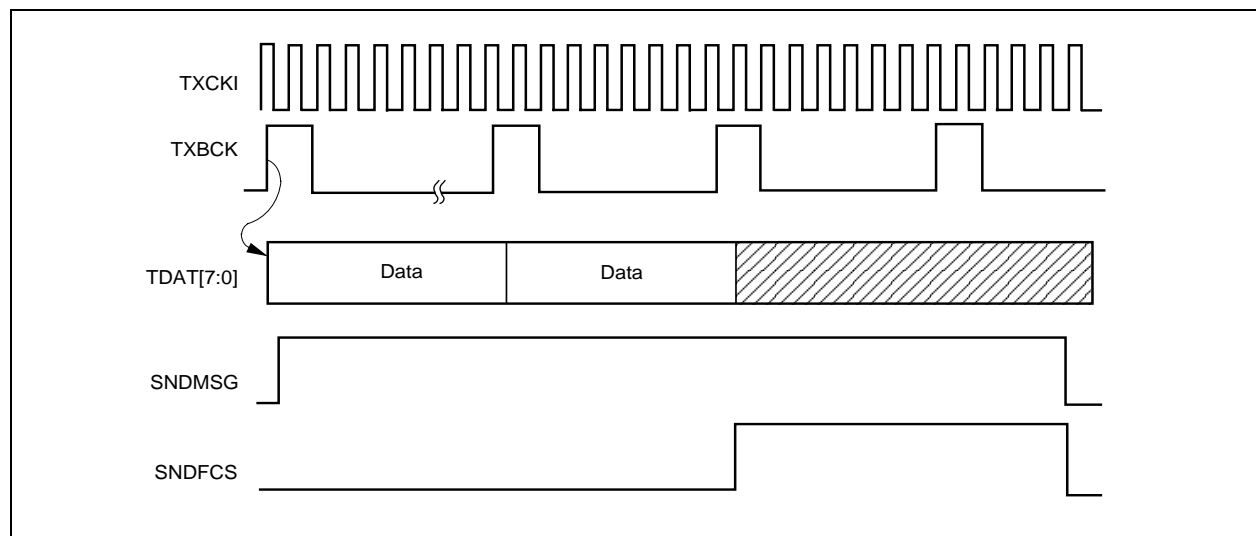 TXCKI
TXBCK
TDAT[7:0]
Data
Data
SNDMSG
SNDFCS